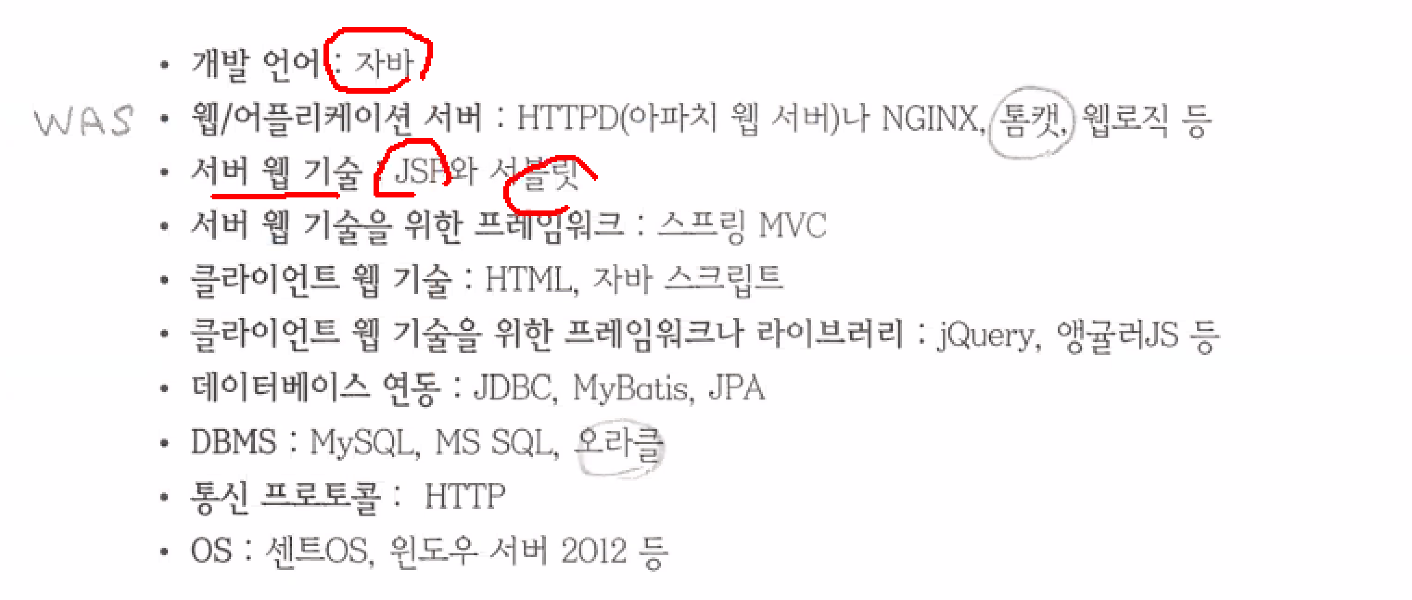 • 개발 언어 : 자바
WAS • 웹/어플리케이션 서버 : HTTPD(아파치 웹 서버)나 NGINX, 톰캣, 웹로직 등
• 서버 웹 기술 : JSP와 서블릿
• 서버 웹 기술을 위한 프레임워크 : 스프링 MVC
• 클라이언트 웹 기술 : HTML, 자바 스크립트
• 클라이언트 웹 기술을 위한 프레임워크나 라이브러리 : jQuery, 앵귤러JS 등
• 데이터베이스 연동 : JDBC, MyBatis, JPA
• DBMS : MySQL, MS SQL, 오라클
• 통신 프로토콜 : HTTP
• OS : 센트OS, 윈도우 서버 2012 등